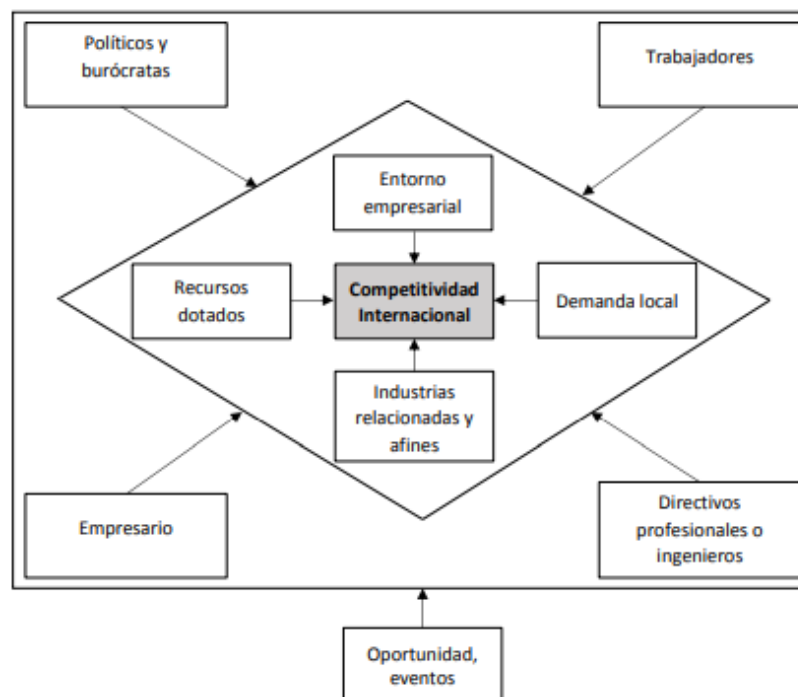 Políticos y
burócratas
Trabajadores
Entorno
empresarial
Recursos
dotados
Competitividad
Internacional
Demanda local
Industrias
relacionadas y
afines
Empresario
Directivos
profesionales o
ingenieros
Oportunidad,
eventos